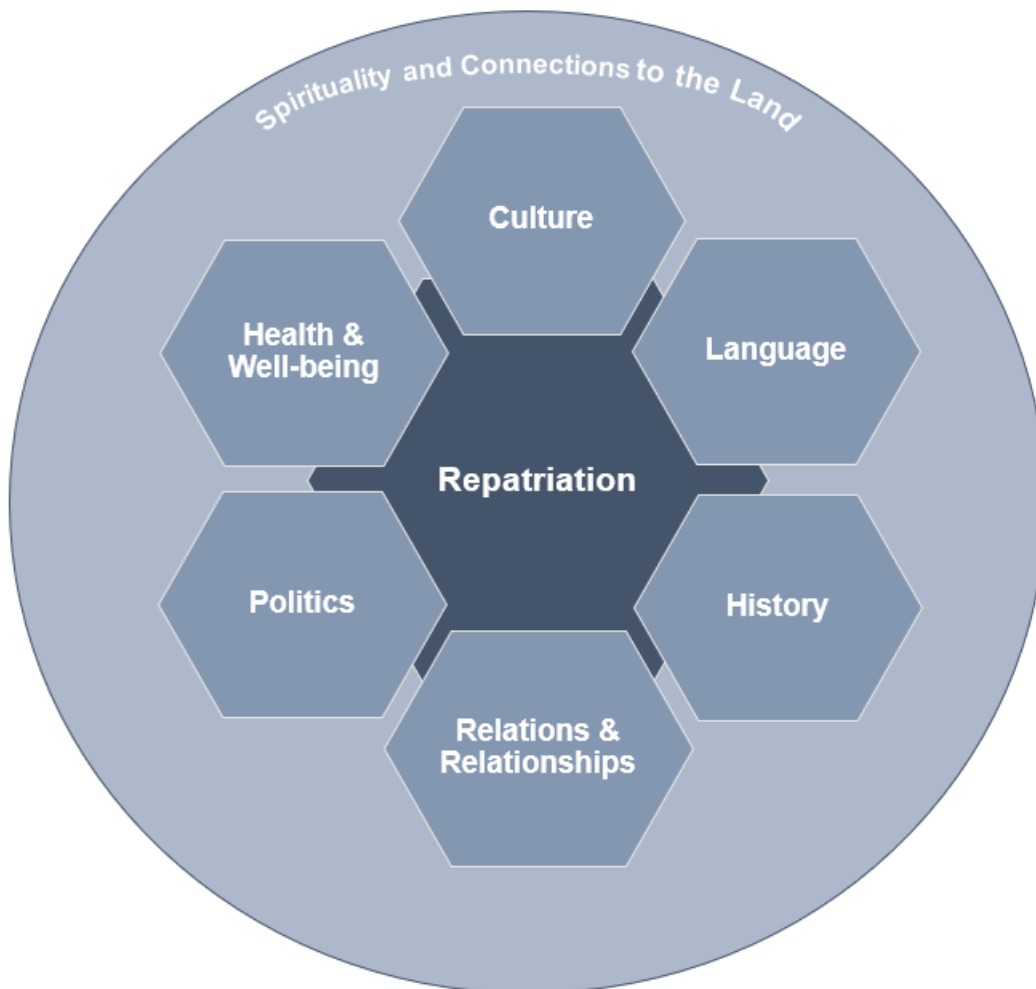 Spirituality and Connections to the Land
Culture
Health &
Well-being
Language
Repatriation
Politics
History
Relations &
Relationships